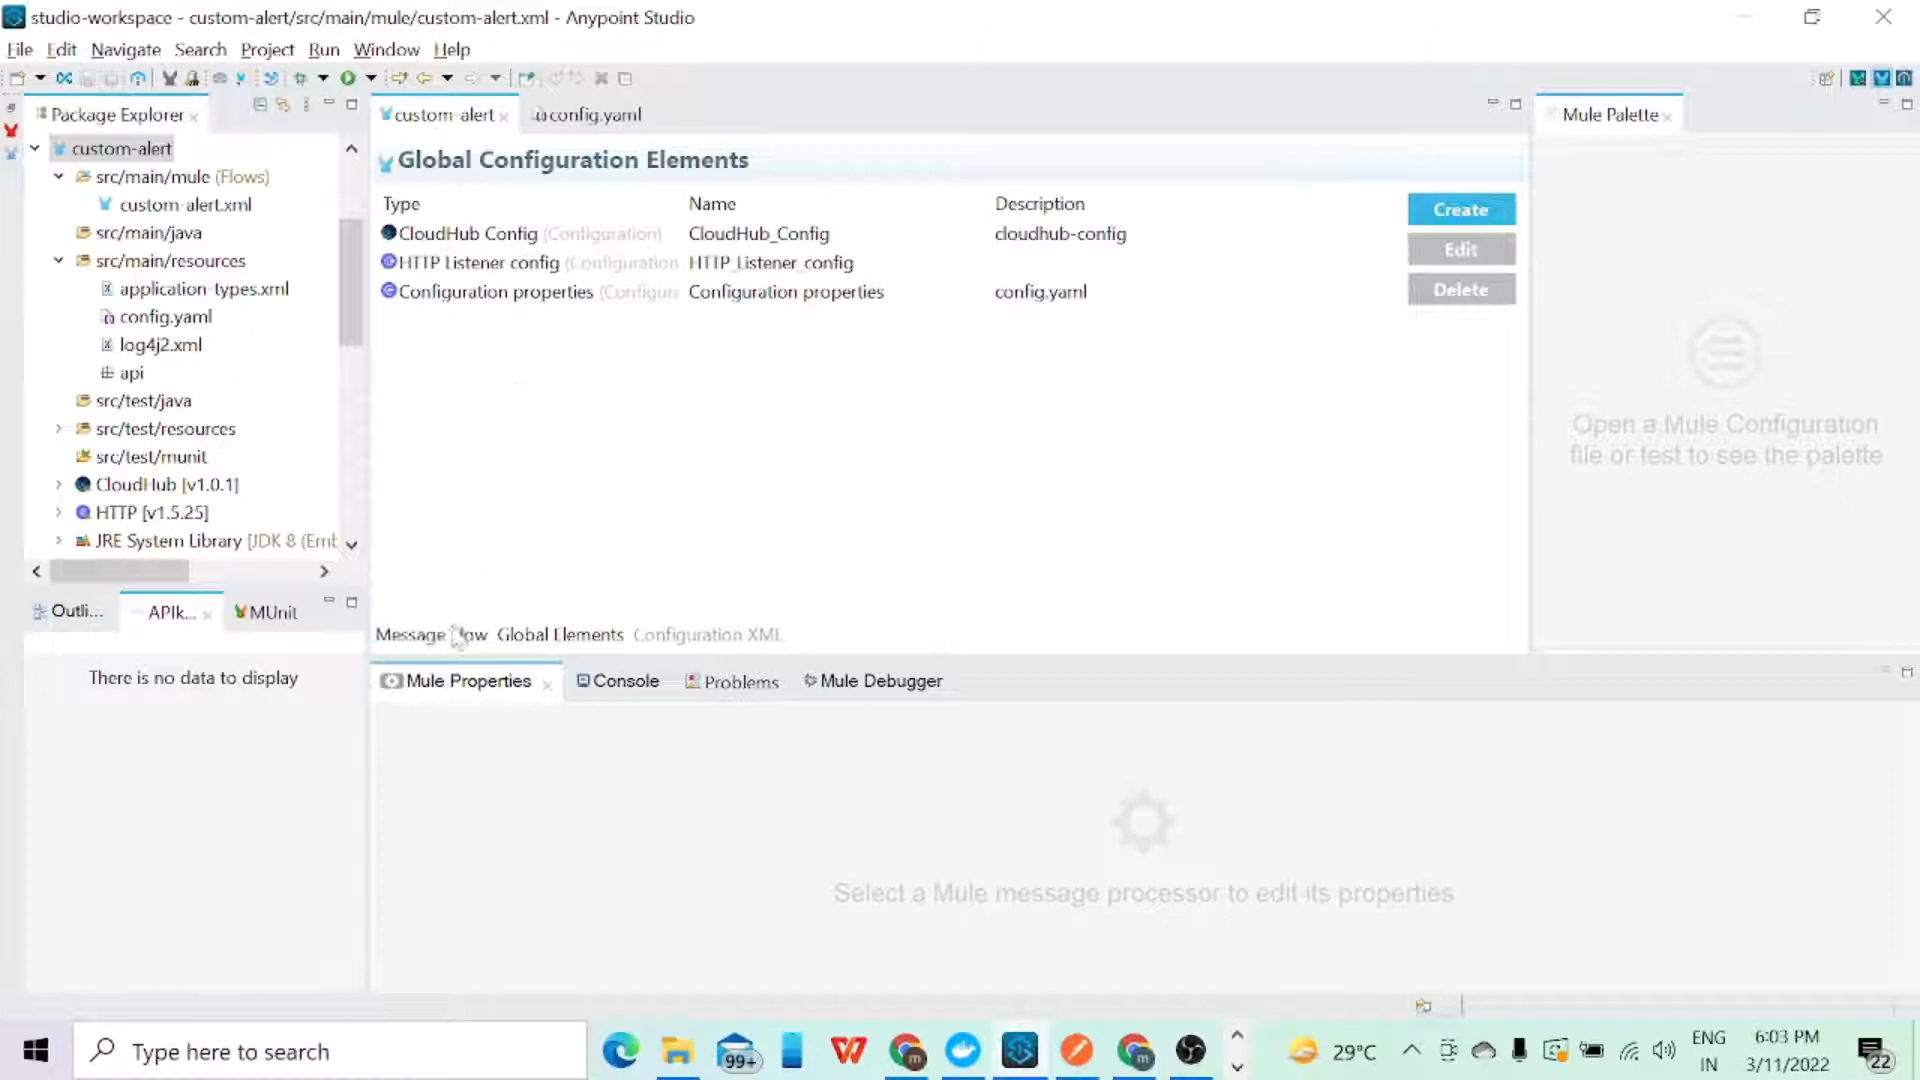 studio-workspace - custom-alert/src/main/mule/custom-alert.xml - Anypoint Studio
File Edit Navigate Search Project Run Window Help
Package Explorer
custom-alert
src/main/mule (Flows)
custom-alert.xml
src/main/java
src/main/resources
application-types.xml
config.yaml
log4j2.xml
api
src/test/java
src/test/resources
src/test/munit
CloudHub [v1.0.1]
HTTP [v1.5.25]
JRE System Library [JDK 8 (Emb
Outli...
APIk...
MUnit
There is no data to display
custom-alert
config.yaml
Global Configuration Elements
Type Name Description
CloudHub Config (Configuration) CloudHub_Config cloudhub-config
HTTP Listener config (Configuration HTTP_Listener_config
Configuration properties (Configura Configuration properties config.yaml
Create
Edit
Delete
Message Global Elements Configuration XML
Mule Palette
Open a Mule Configuration
file or test to see the palette
Mule Properties
Console
Problems
Mule Debugger
Select a Mule message processor to edit its properties
Type here to search
99+
29°C
ENG
IN
6:03 PM
3/11/2022
22